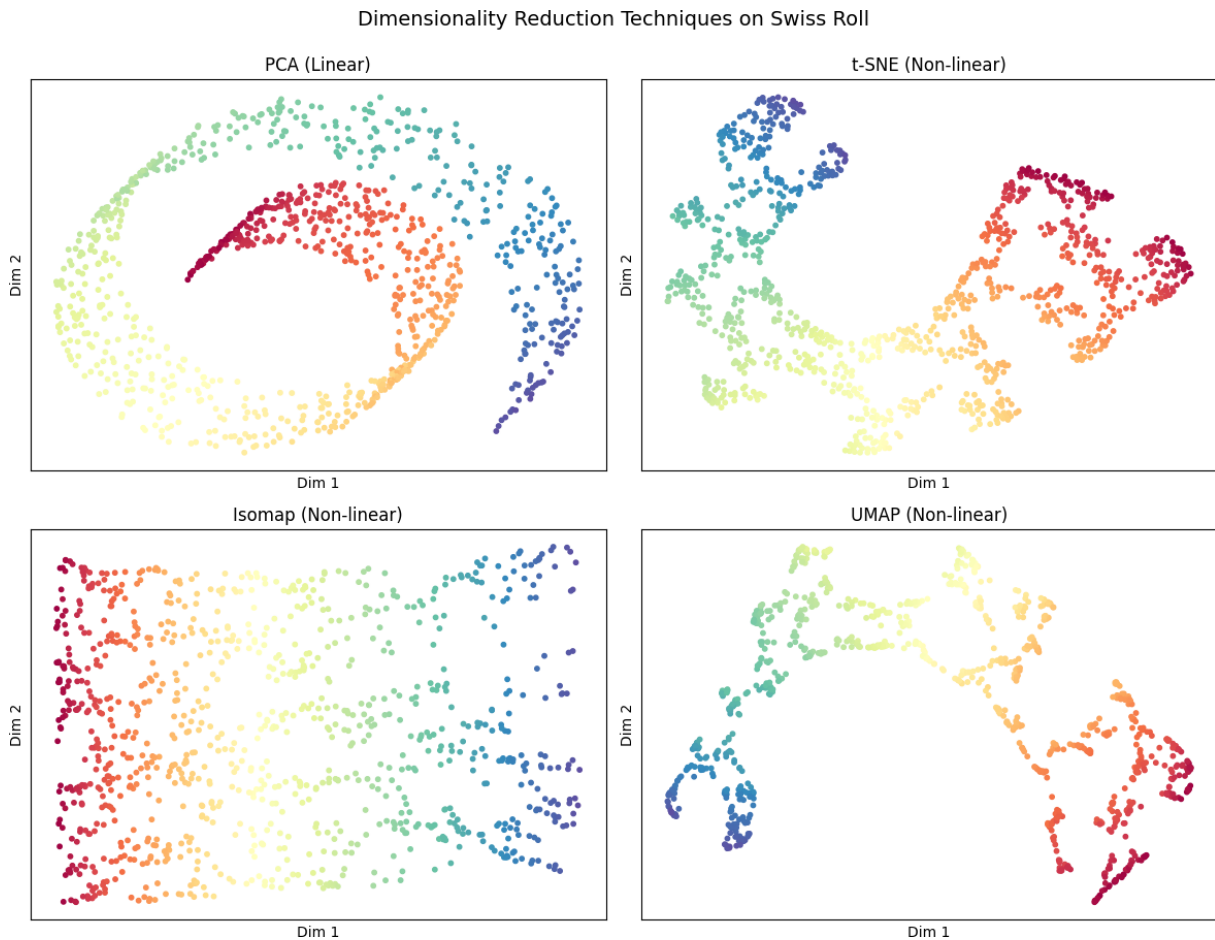 Dimensionality Reduction Techniques on Swiss Roll
PCA (Linear)
Dim 2
Dim 1
t-SNE (Non-linear)
Dim 2
Dim 1
Isomap (Non-linear)
Dim 2
Dim 1
UMAP (Non-linear)
Dim 2
Dim 1